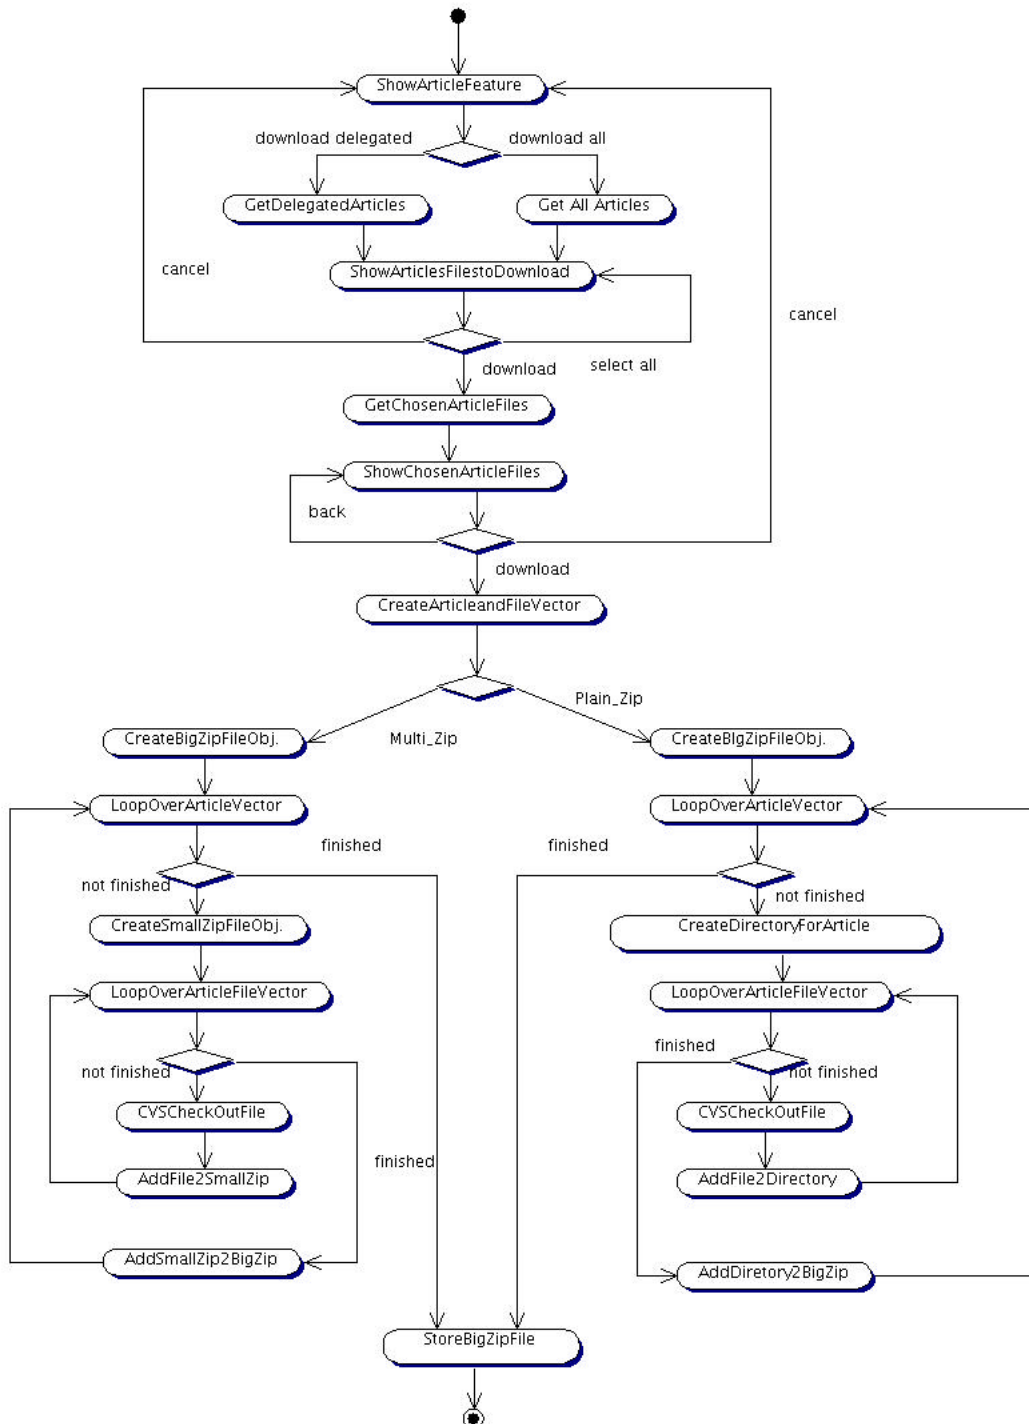 ShowArticleFeature
download delegated
download all
GetDelegatedArticles
Get All Articles
cancel
ShowArticlesFilestoDownload
cancel
select all
download
GetChosenArticleFiles
ShowChosenArticleFiles
back
download
CreateArticleandFileVector
Plain_Zip
Multi_Zip
CreateBigZipFileObj.
CreateBIgZipFileObj.
LoopOverArticleVector
LoopOverArticleVector
finished
finished
not finished
not finished
CreateSmallZipFileObj.
CreateDirectoryForArticle
LoopOverArticleFileVector
LoopOverArticleFileVector
finished
not finished
not finished
CVSCheckOutFile
CVSCheckOutFile
finished
AddFile2SmallZip
AddFile2Directory
AddSmallZip2BigZip
AddDiretory2BigZip
StoreBigZipFile